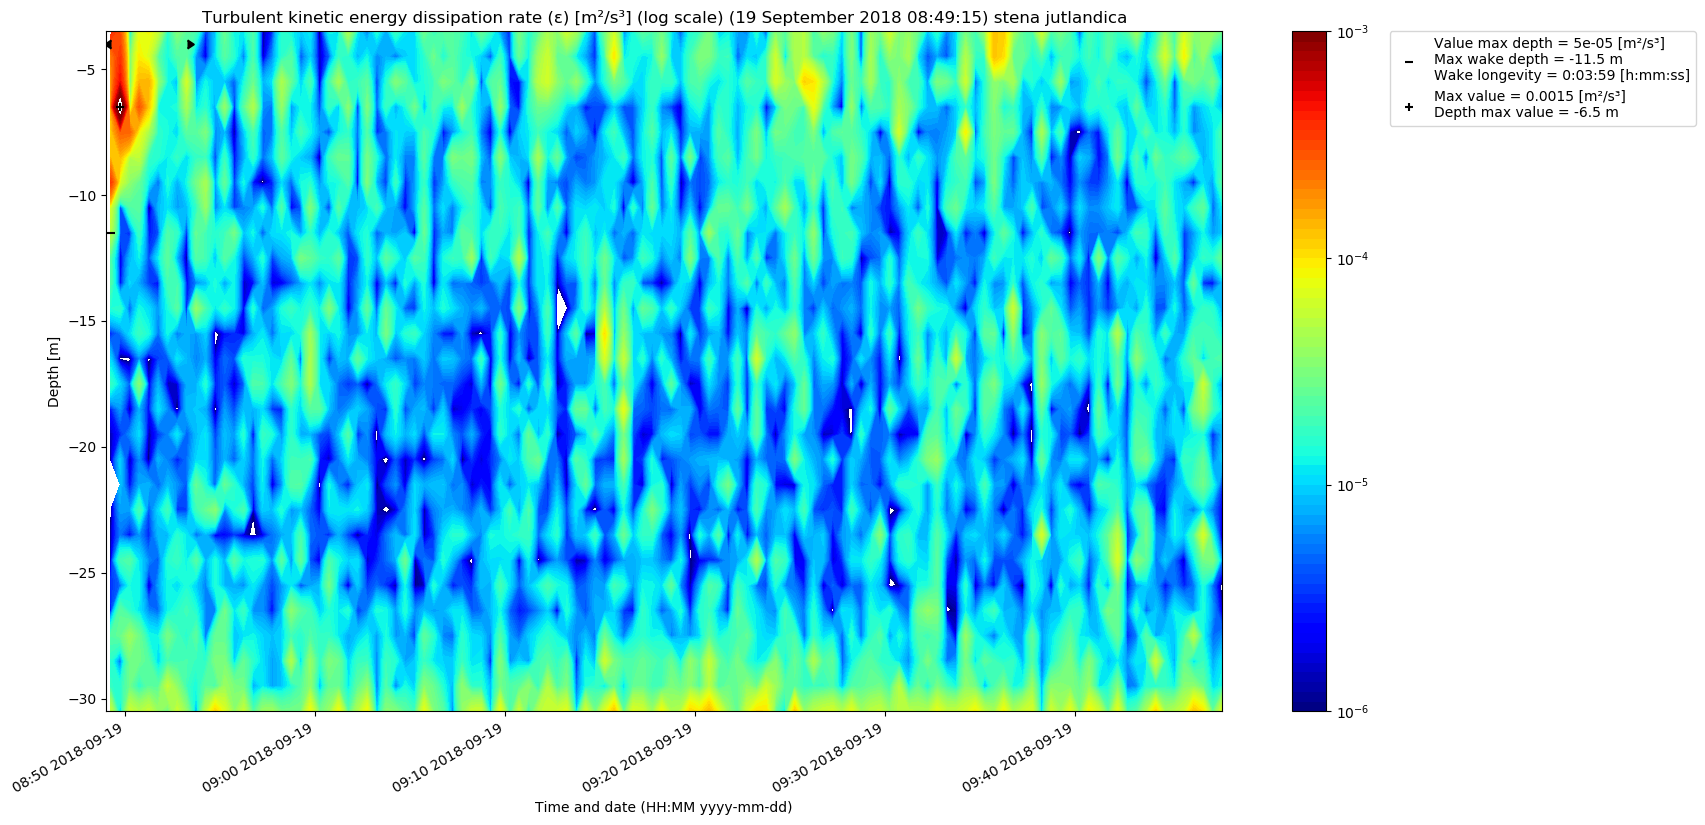 Turbulent kinetic energy dissipation rate (ε) [m²/s³] (log scale) (19 September 2018 08:49:15) stena jutlandica
Value max depth = 5e-05 [m²/s³]
Max wake depth = -11.5 m
Wake longevity = 0:03:59 [h:mm:ss]
Max value = 0.0015 [m²/s³]
Depth max value = -6.5 m
Depth [m]
−5
−10
−15
−20
−25
−30
08:50 2018-09-19
09:00 2018-09-19
09:10 2018-09-19
09:20 2018-09-19
09:30 2018-09-19
09:40 2018-09-19
Time and date (HH:MM yyyy-mm-dd)
10⁻³
10⁻⁴
10⁻⁵
10⁻⁶